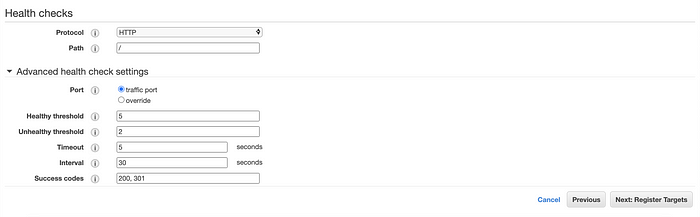 Health checks
Protocol i HTTP
Path i /
Advanced health check settings
Port i traffic port
override
Healthy threshold i 5
Unhealthy threshold i 2
Timeout i 5 seconds
Interval i 30 seconds
Success codes i 200, 301
Cancel Previous Next: Register Targets